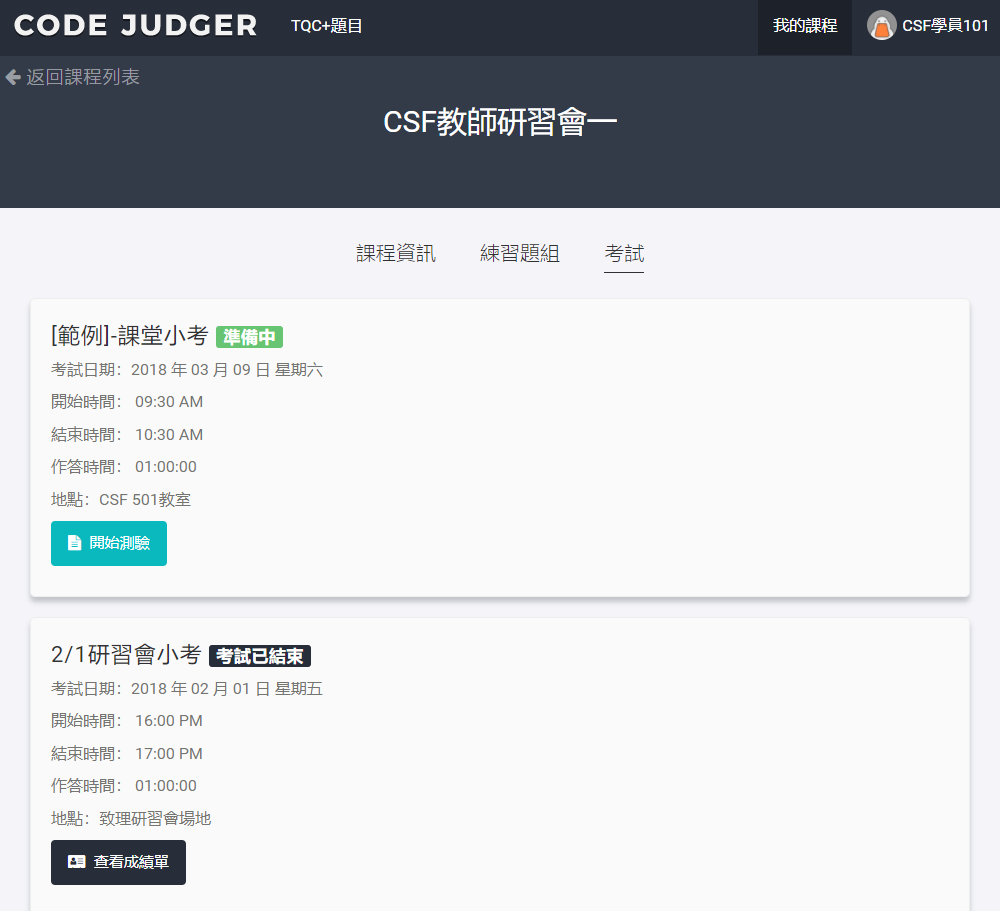 CODE JUDGER TQC+題目 我的課程 CSF學員101
返回課程列表
CSF教師研習會一
課程資訊 練習題組 考試
[範例]-課堂小考 準備中
考試日期：2018 年 03 月 09 日 星期六
開始時間： 09:30 AM
結束時間： 10:30 AM
作答時間： 01:00:00
地點：CSF 501教室
開始測驗
2/1研習會小考 考試已結束
考試日期：2018 年 02 月 01 日 星期五
開始時間： 16:00 PM
結束時間： 17:00 PM
作答時間： 01:00:00
地點：致理研習會場地
查看成績單